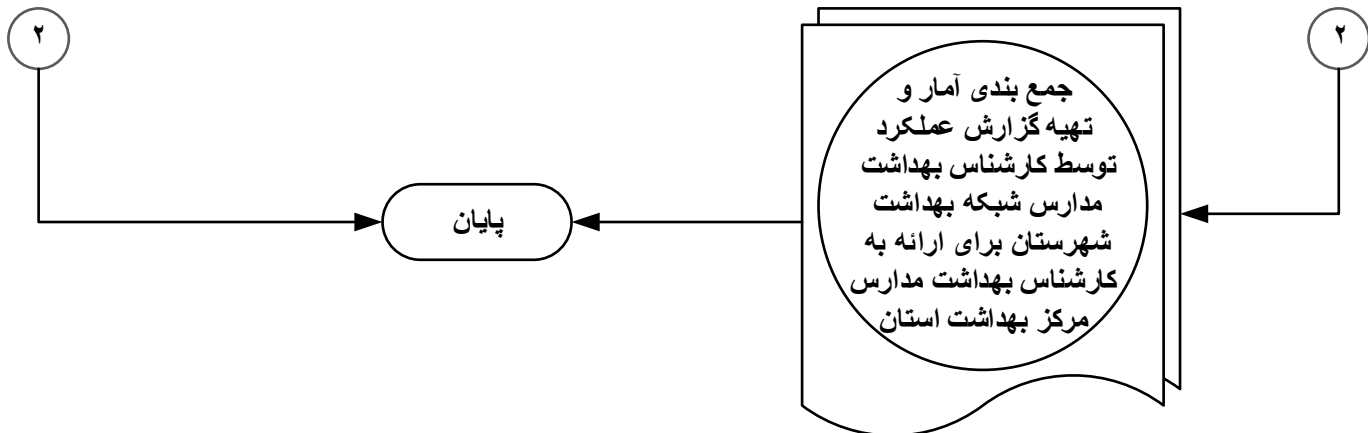 ۲
جمع بندی آمار و
تهیه گزارش عملکرد
توسط کارشناس بهداشت
مدارس شبکه بهداشت
شهرستان برای ارائه به
کارشناس بهداشت مدارس
مرکز بهداشت استان
پایان
۲